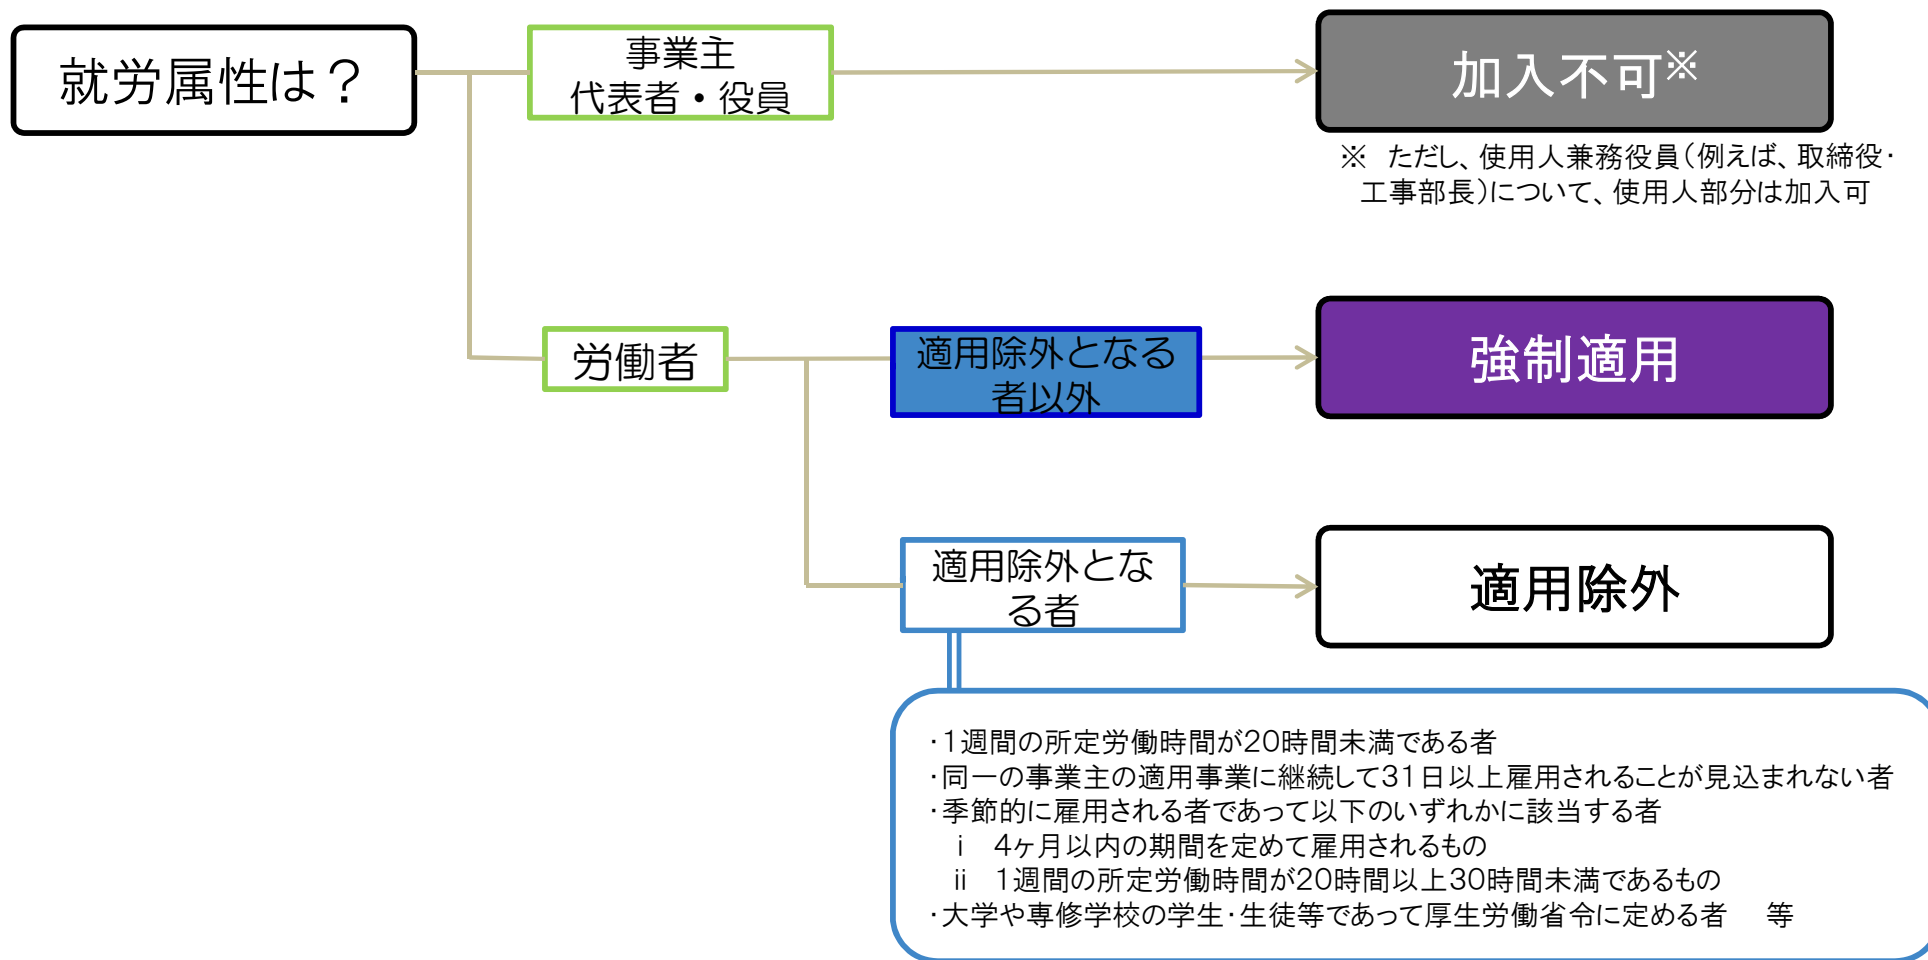 就労属性は？
事業主
代表者・役員
加入不可※
※　ただし、使用人兼務役員（例えば、取締役・
工事部長）について、使用人部分は加入可
労働者
適用除外となる
者以外
強制適用
適用除外とな
る者
適用除外
・1週間の所定労働時間が20時間未満である者
・同一の事業主の適用事業に継続して31日以上雇用されることが見込まれない者
・季節的に雇用される者であって以下のいずれかに該当する者
ⅰ　4ヶ月以内の期間を定めて雇用されるもの
ⅱ　1週間の所定労働時間が20時間以上30時間未満であるもの
・大学や専修学校の学生・生徒等であって厚生労働省令に定める者　等